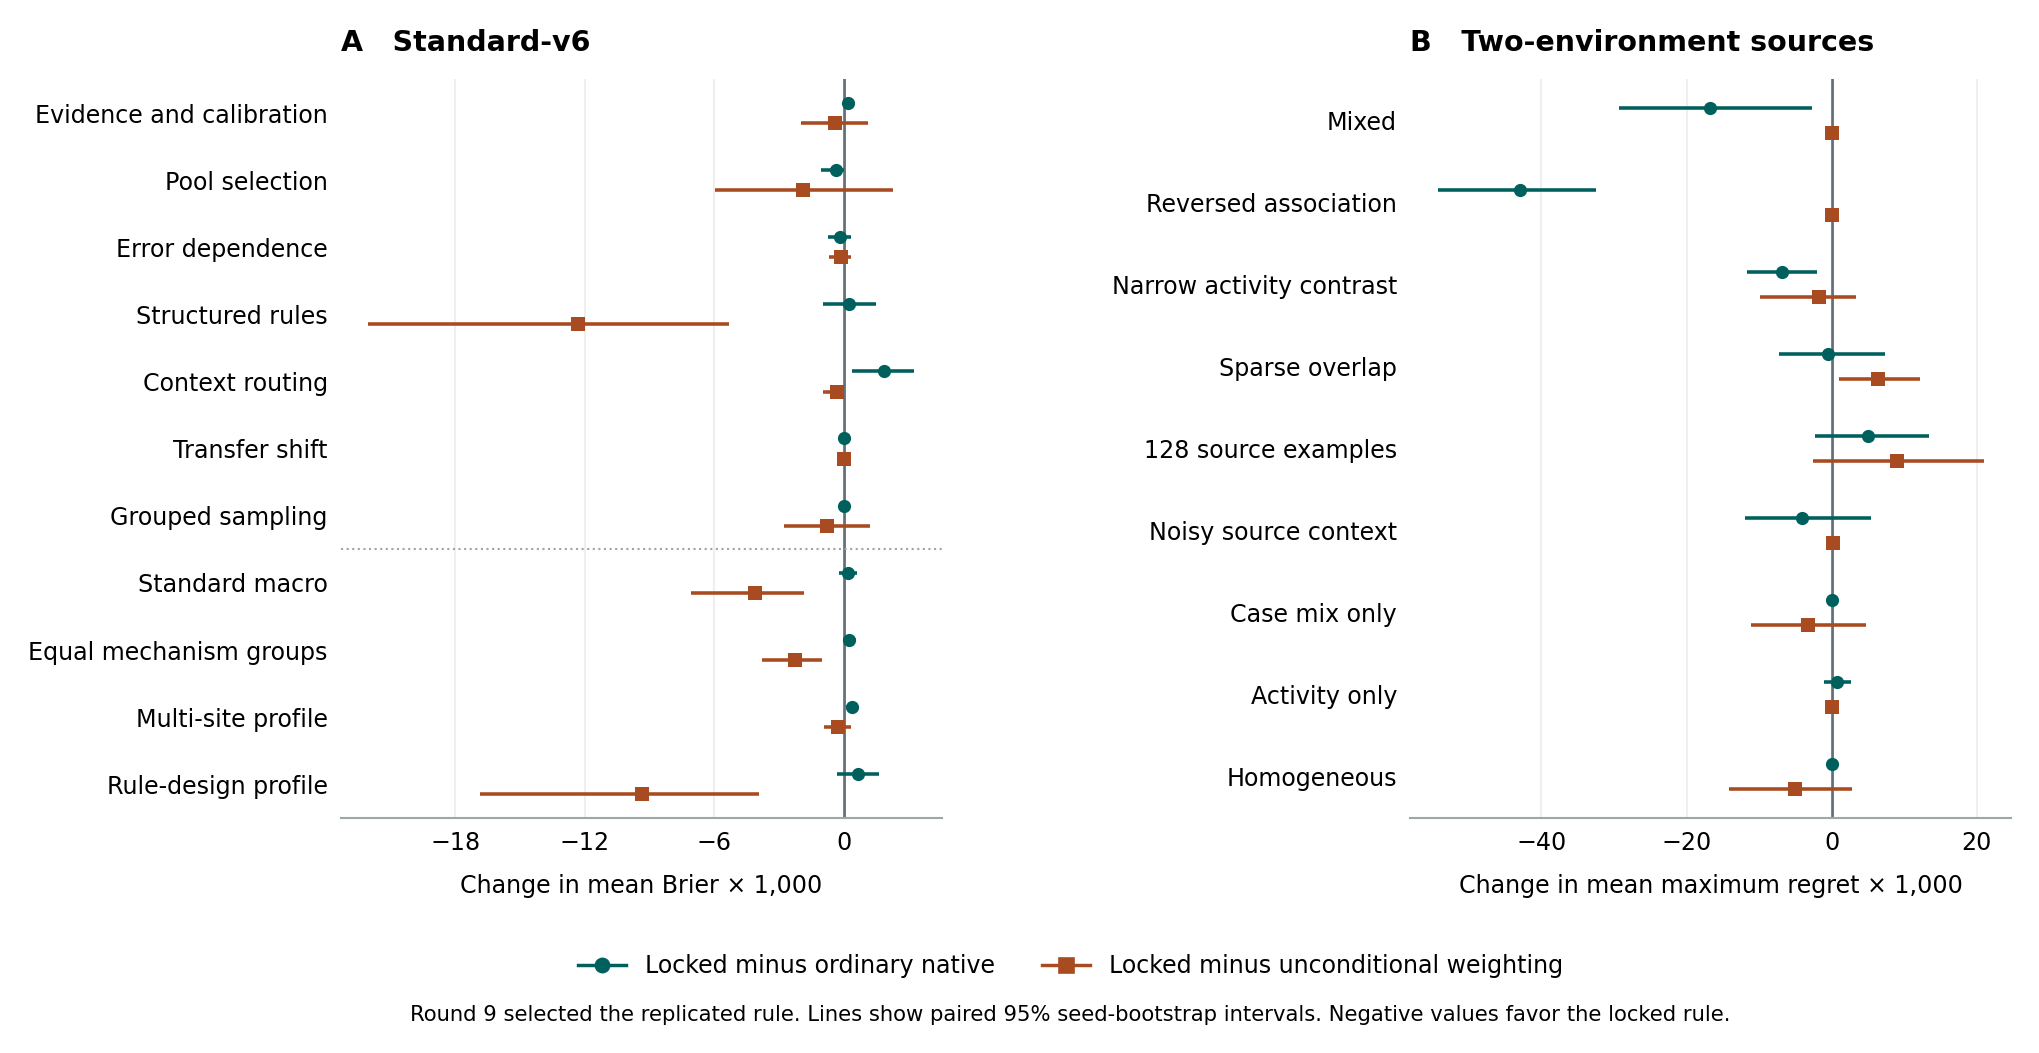 A Standard-v6
Evidence and calibration
Pool selection
Error dependence
Structured rules
Context routing
Transfer shift
Grouped sampling
Standard macro
Equal mechanism groups
Multi-site profile
Rule-design profile
−18 −12 −6 0
Change in mean Brier × 1,000
B Two-environment sources
Mixed
Reversed association
Narrow activity contrast
Sparse overlap
128 source examples
Noisy source context
Case mix only
Activity only
Homogeneous
−40 −20 0 20
Change in mean maximum regret × 1,000
Locked minus ordinary native Locked minus unconditional weighting
Round 9 selected the replicated rule. Lines show paired 95% seed-bootstrap intervals. Negative values favor the locked rule.